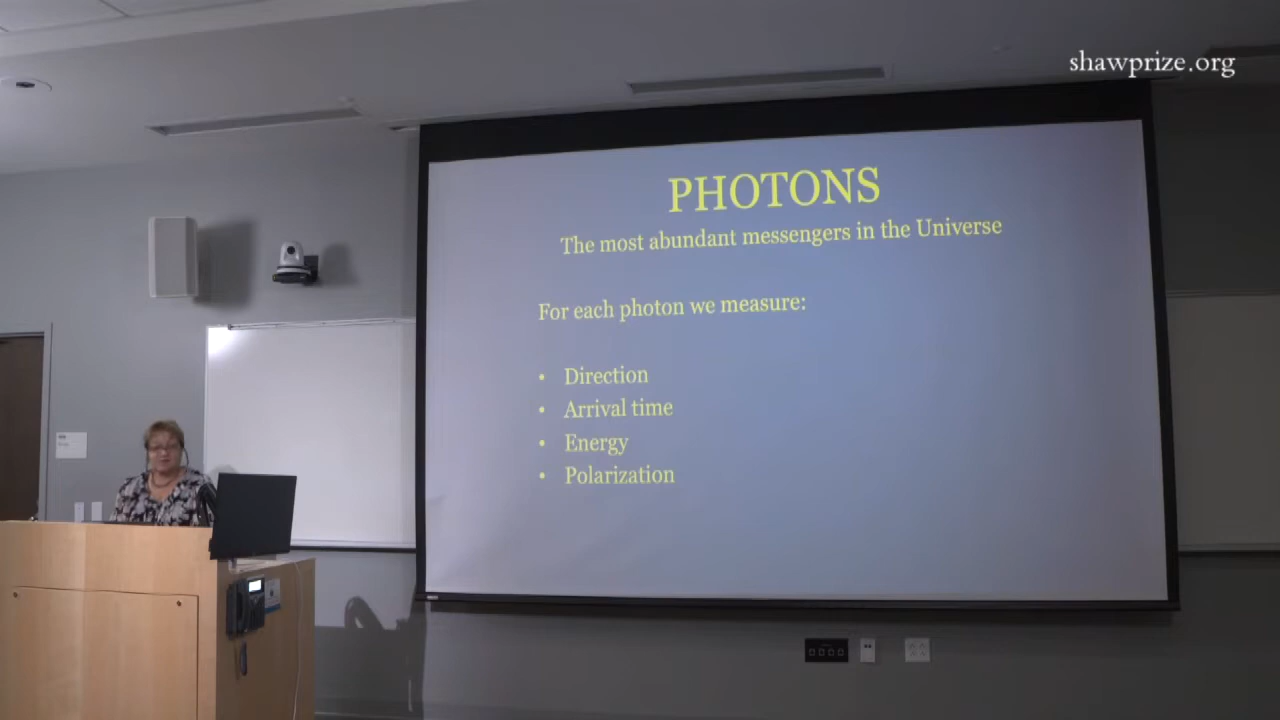 shawprize.org
PHOTONS
The most abundant messengers in the Universe
For each photon we measure:
• Direction
• Arrival time
• Energy
• Polarization